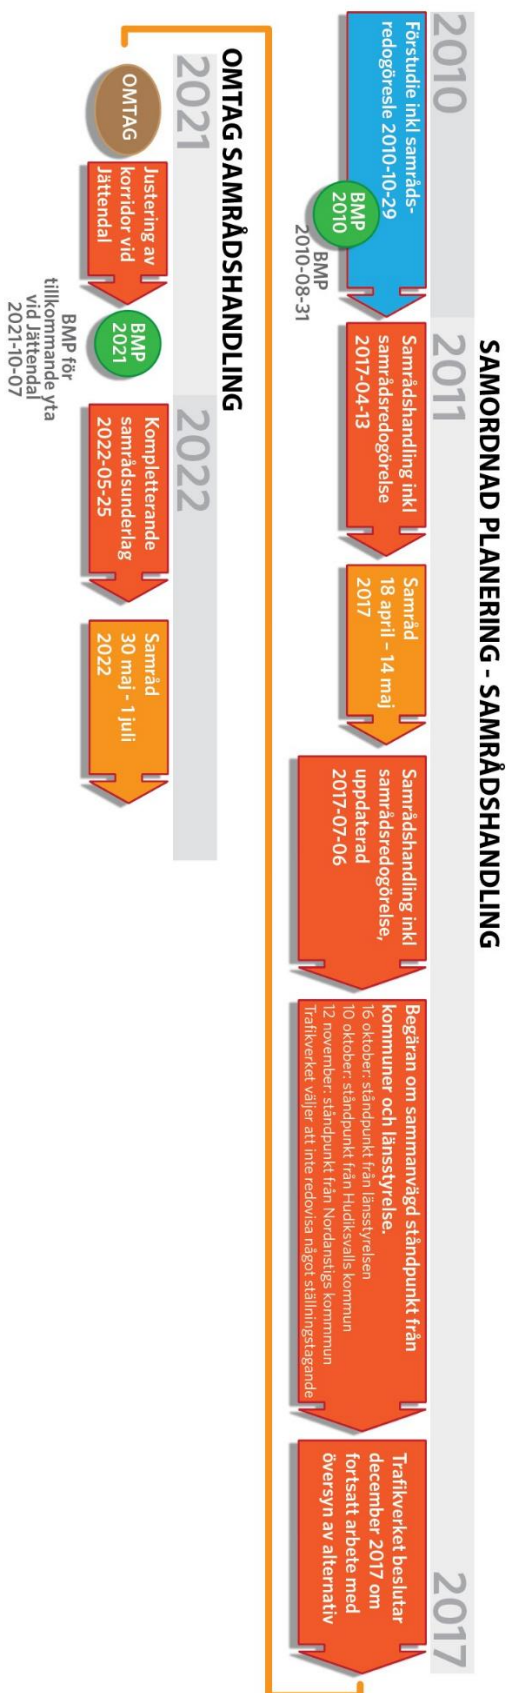 SAMORDNAD PLANERING - SAMRÅDSHANDLING
2010
2011
2017
Förstudie inkl samråds-
redogöresle 2010-10-29
BMP
2010
BMP
2010-08-31
Samrådshandling inkl
samrådsredogörelse
2017-04-13
Samråd
18 april – 14 maj
2017
Samrådshandling inkl
samrådsredogörelse,
uppdaterad
2017-07-06
Begäran om sammanvägd ståndpunkt från
kommuner och länsstyrelse.
16 oktober: ståndpunkt från länsstyrelsen
10 oktober: ståndpunkt från Hudiksvalls kommun
12 november: ståndpunkt från Nordanstigs kommmun
Trafikverket väljer att inte redovisa något ställningstagande
Trafikverket beslutar
december 2017 om
fortsatt arbete med
översyn av alternativ
OMTAG SAMRÅDSHANDLING
2021
2022
OMTAG
Justering av
korridor vid
Jättendal
BMP
2021
BMP för
tillkommande yta
vid Jättendal
2021-10-07
Kompletterande
samrådsunderlag
2022-05-25
Samråd
30 maj - 1 juli
2022